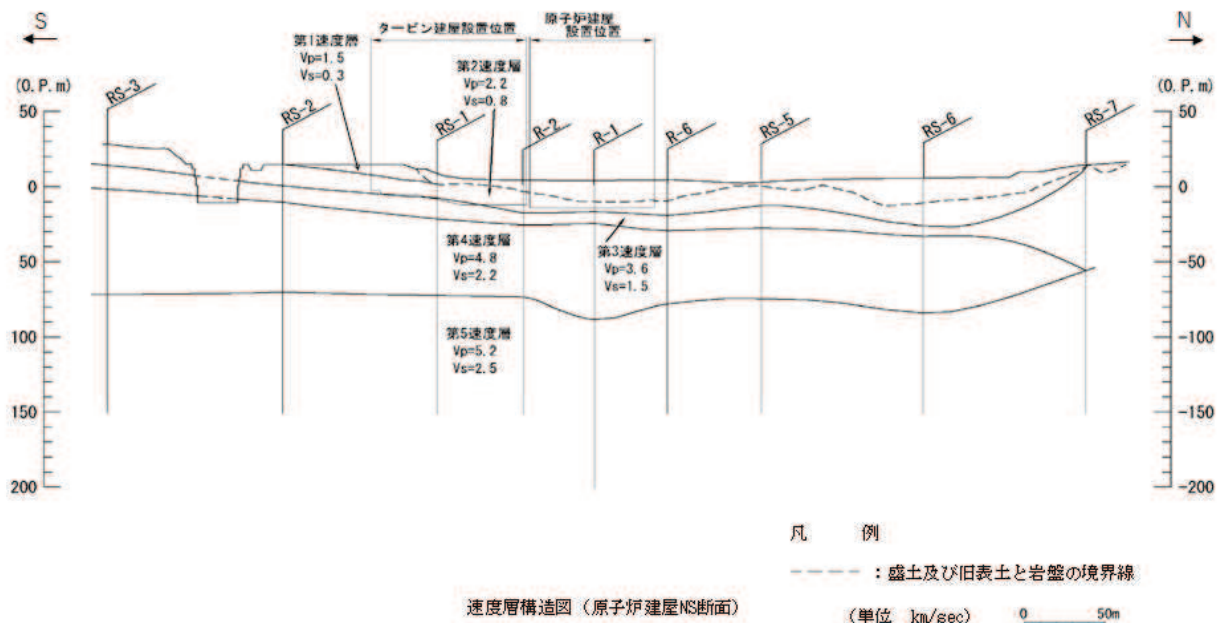 S
N
タービン建屋設置位置
原子炉建屋
設置位置
第1速度層
Vp=1.5
Vs=0.3
第2速度層
Vp=2.2
Vs=0.8
(O.P.m)
(O.P.m)
RS-3
RS-2
RS-1
R-2
R-1
R-6
RS-5
RS-6
RS-7
50
0
50
100
150
200
50
0
-50
-100
-150
-200
第4速度層
Vp=4.8
Vs=2.2
第3速度層
Vp=3.6
Vs=1.5
第5速度層
Vp=5.2
Vs=2.5
凡 例
:盛土及び旧表土と岩盤の境界線
速度層構造図(原子炉建屋NS断面)
(単位 km/sec)
0 50m